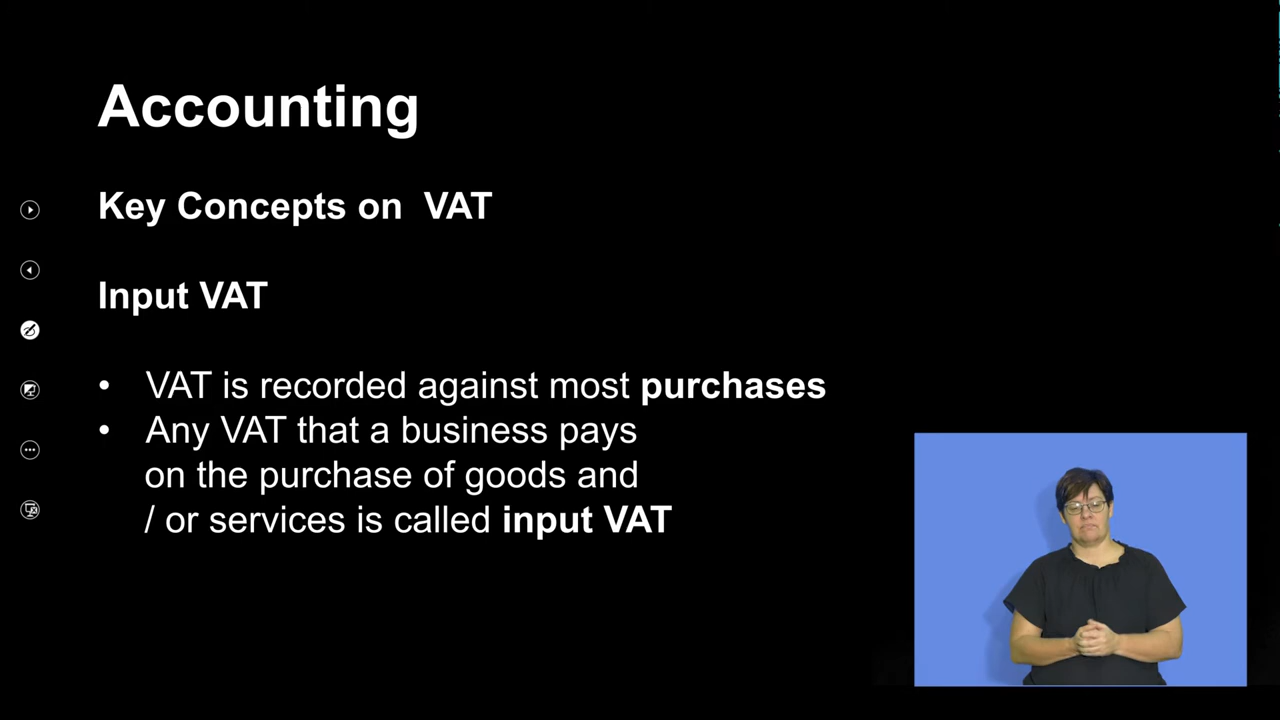 Accounting
Key Concepts on VAT
Input VAT
• VAT is recorded against most purchases
• Any VAT that a business pays
on the purchase of goods and
/ or services is called input VAT